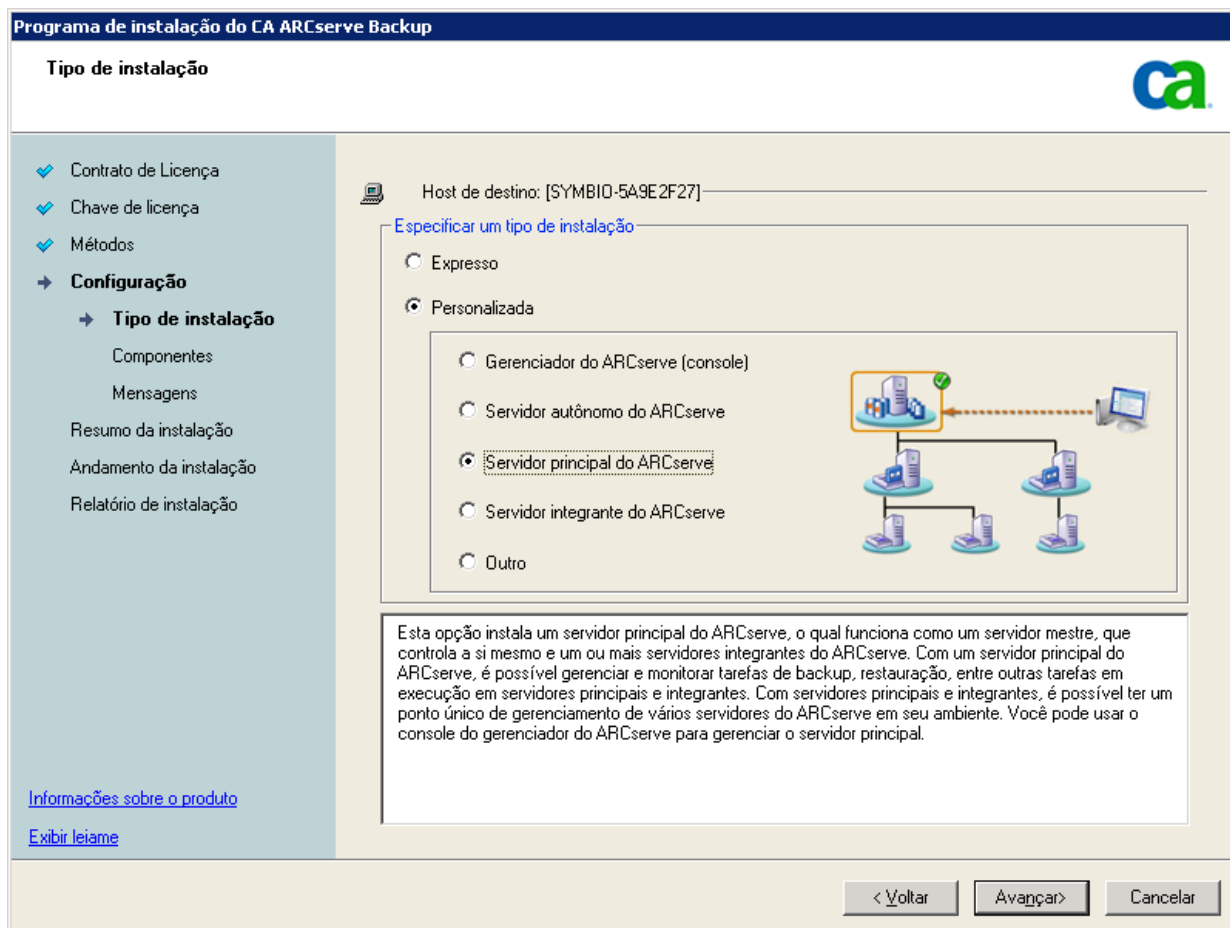 Programa de instalação do CA ARCserve Backup
Tipo de instalação
ca
Contrato de Licença
Chave de licença
Métodos
Configuração
Tipo de instalação
Componentes
Mensagens
Resumo da instalação
Andamento da instalação
Relatório de instalação
Informações sobre o produto
Exibir leiame
Host de destino: [SYMBIO-5A9E2F27]
Especificar um tipo de instalação
Expresso
Personalizada
Gerenciador do ARCserve (console)
Servidor autônomo do ARCserve
Servidor principal do ARCserve
Servidor integrante do ARCserve
Outro
Esta opção instala um servidor principal do ARCserve, o qual funciona como um servidor mestre, que
controla a si mesmo e um ou mais servidores integrantes do ARCserve. Com um servidor principal do
ARCserve, é possível gerenciar e monitorar tarefas de backup, restauração, entre outras tarefas em
execução em servidores principais e integrantes. Com servidores principais e integrantes, é possível ter um
ponto único de gerenciamento de vários servidores do ARCserve em seu ambiente. Você pode usar o
console do gerenciador do ARCserve para gerenciar o servidor principal.
< Voltar
Avançar>
Cancelar